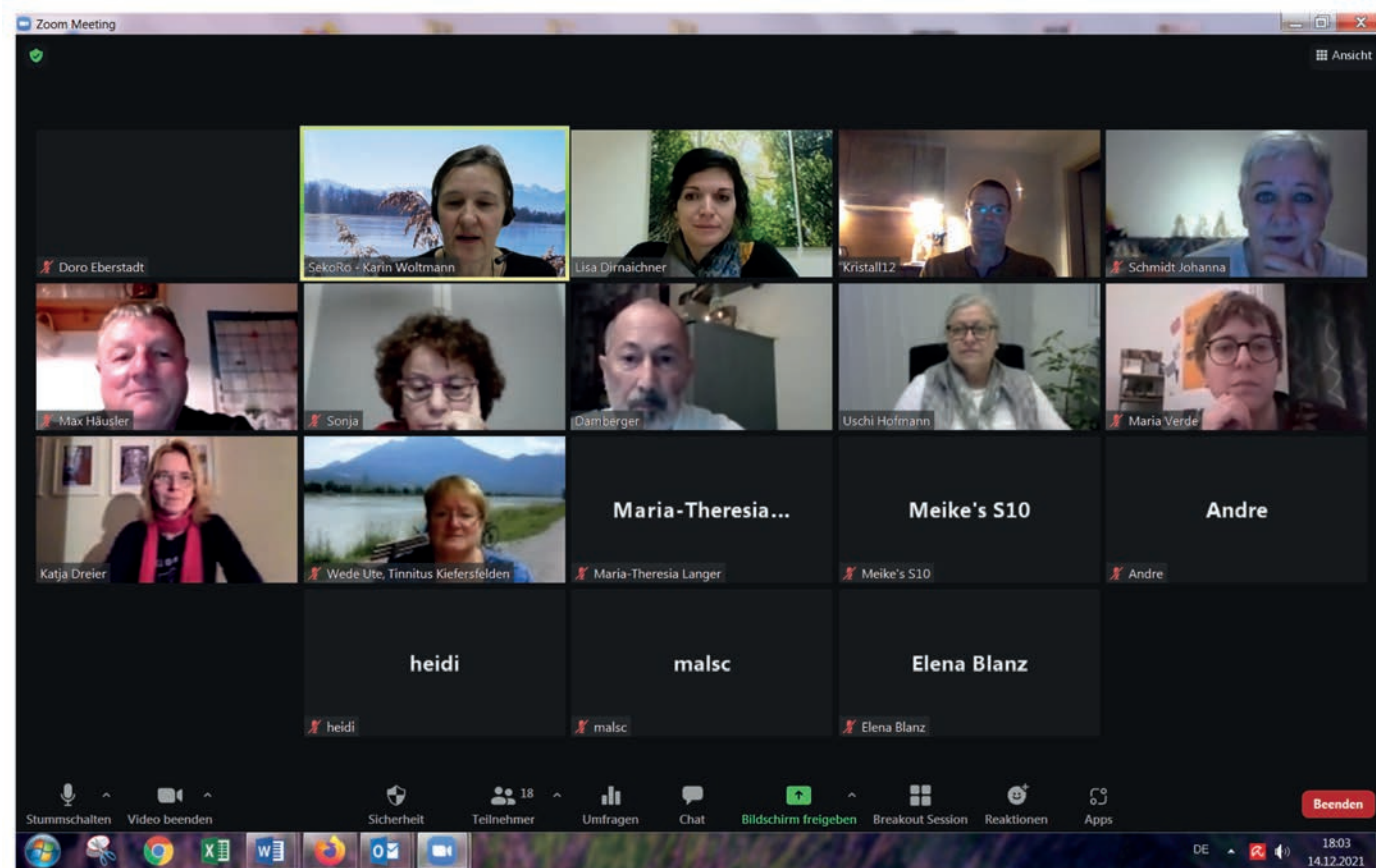 Zoom Meeting
Ansicht
Doro Eberstadt
SekoRo - Karin Woltmann
Lisa Dirnaichner
Kristall12
Schmidt Johanna
Max Häusler
Sonja
Damberger
Uschi Hofmann
Maria Verde
Katja Dreier
Wede Ute, Tinnitus Kiefersfelden
Maria-Theresia...
Maria-Theresia Langer
Meike's S10
Meike's S10
Andre
Andre
heidi
heidi
malsc
malsc
Elena Blanz
Elena Blanz
Stummschalten
Video beenden
Sicherheit
18
Teilnehmer
Umfragen
Chat
Bildschirm freigeben
Breakout Session
Reaktionen
Apps
Beenden
DE
18:03
14.12.2021